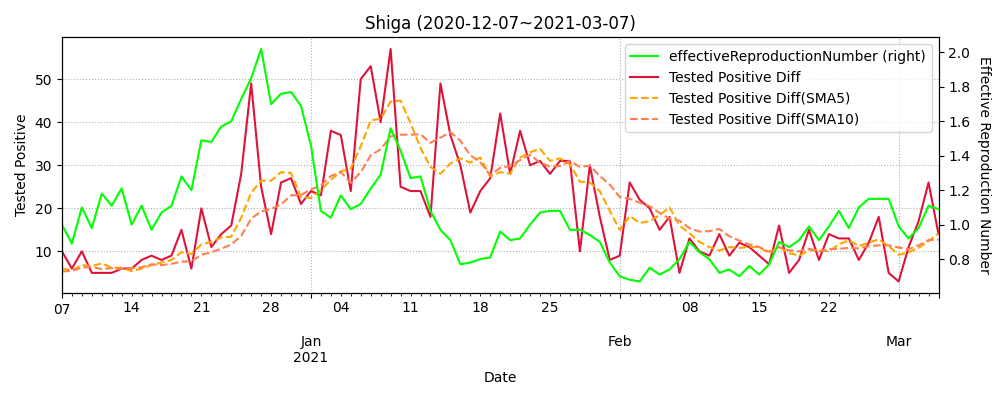 Shiga (2020-12-07~2021-03-07)
effectiveReproductionNumber (right)
Tested Positive Diff
Tested Positive Diff(SMA5)
Tested Positive Diff(SMA10)
Tested Positive
50
40
30
20
10
Effective Reproduction Number
2.0
1.8
1.6
1.4
1.2
1.0
0.8
07 14 21 28 04 11 18 25 08 15 22
Jan Feb Mar
2021
Date